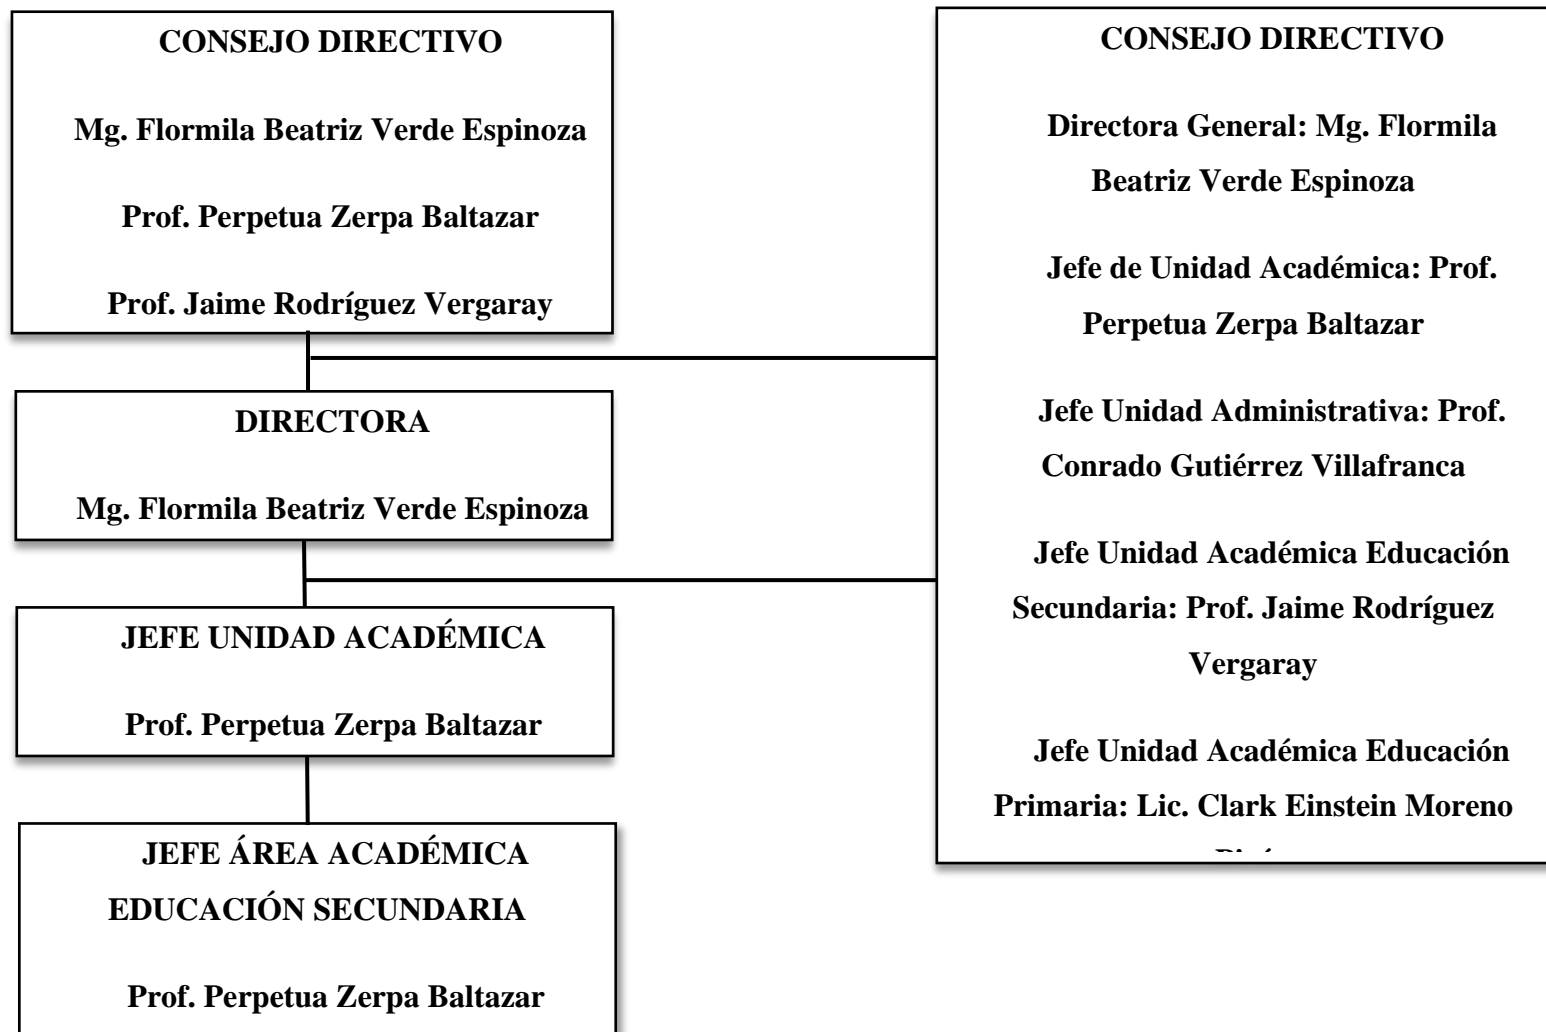 CONSEJO DIRECTIVO
Mg. Flormila Beatriz Verde Espinoza
Prof. Perpetua Zerpa Baltazar
Prof. Jaime Rodríguez Vergaray
DIRECTORA
Mg. Flormila Beatriz Verde Espinoza
JEFE UNIDAD ACADÉMICA
Prof. Perpetua Zerpa Baltazar
JEFE ÁREA ACADÉMICA
EDUCACIÓN SECUNDARIA
Prof. Perpetua Zerpa Baltazar
CONSEJO DIRECTIVO
Directora General: Mg. Flormila
Beatriz Verde Espinoza
Jefe de Unidad Académica: Prof.
Perpetua Zerpa Baltazar
Jefe Unidad Administrativa: Prof.
Conrado Gutiérrez Villafranca
Jefe Unidad Académica Educación
Secundaria: Prof. Jaime Rodríguez
Vergaray
Jefe Unidad Académica Educación
Primaria: Lic. Clark Einstein Moreno